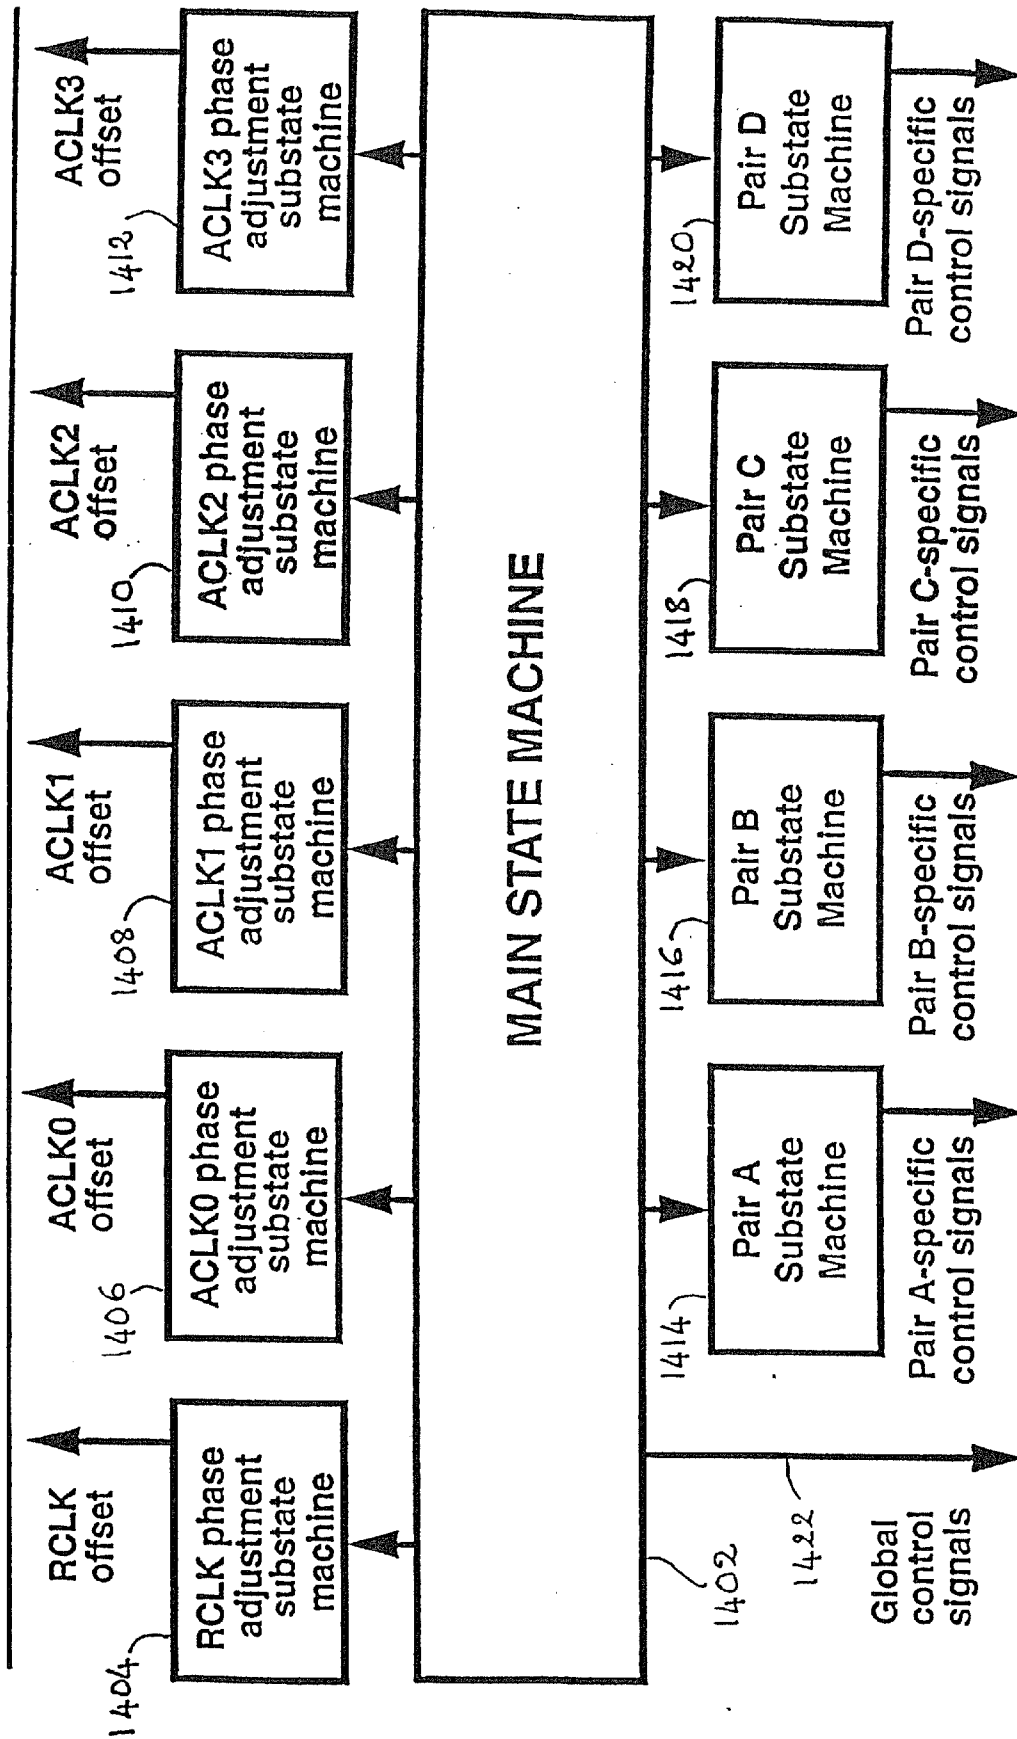 RCLK
offset
ACLK0
offset
ACLK1
offset
ACLK2
offset
ACLK3
offset
1404
RCLK phase
adjustment
substate
machine
1406
ACLK0 phase
adjustment
substate
machine
1408
ACLK1 phase
adjustment
substate
machine
1410
ACLK2 phase
adjustment
substate
machine
1412
ACLK3 phase
adjustment
substate
machine
MAIN STATE MACHINE
1402
1422
Global
control
signals
1414
Pair A
Substate
Machine
Pair A-specific
control signals
1416
Pair B
Substate
Machine
Pair B-specific
control signals
1418
Pair C
Substate
Machine
Pair C-specific
control signals
1420
Pair D
Substate
Machine
Pair D-specific
control signals